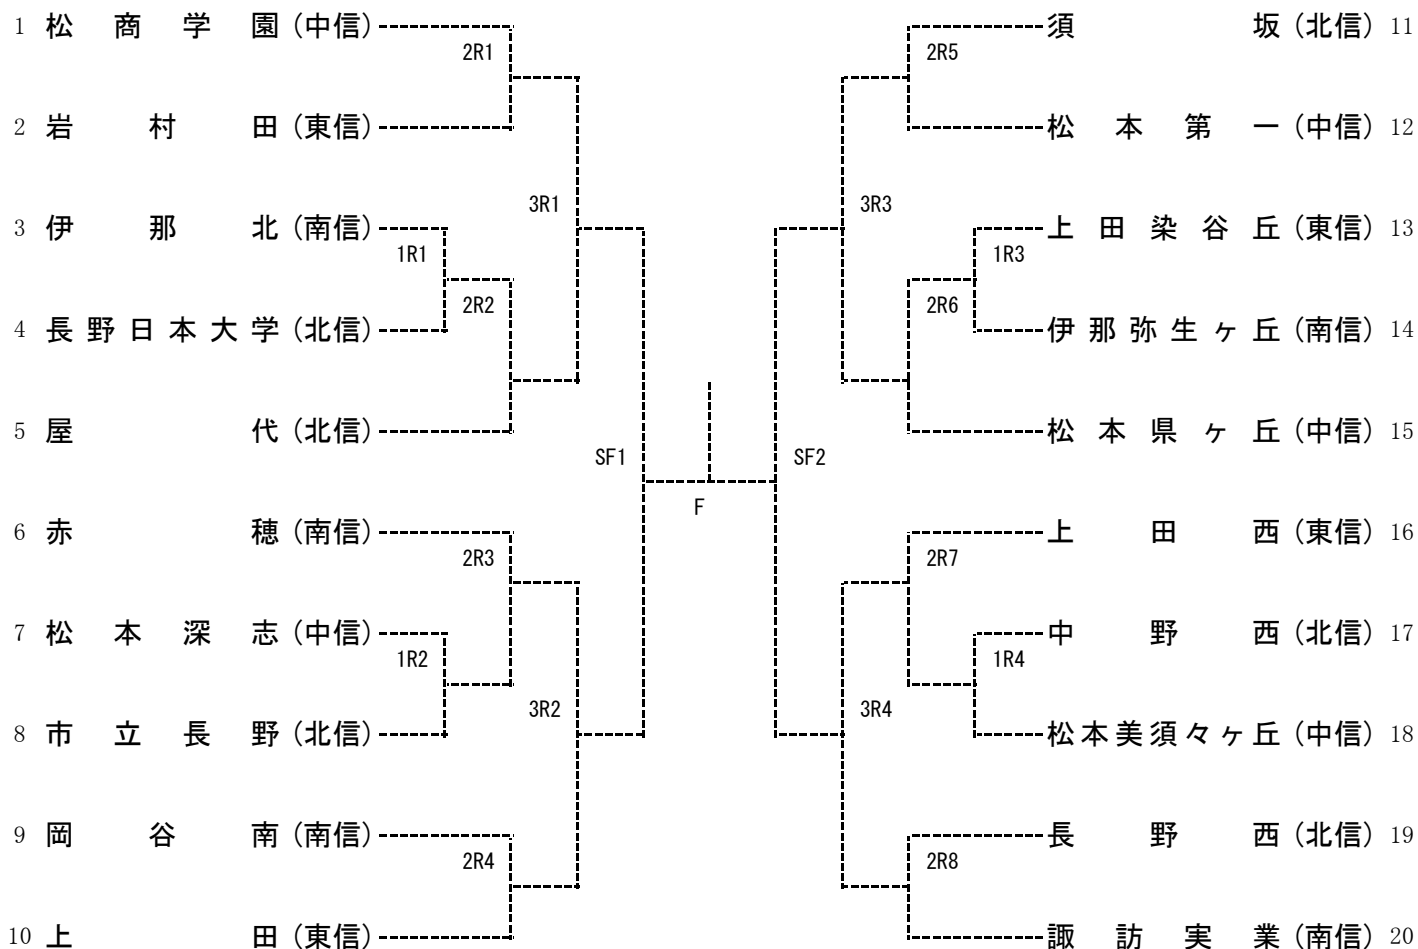 1 松商学園(中信) 須坂(北信) 11
2R1 2R5
2 岩村田(東信) 松本第一(中信) 12
3R1 3R3
3 伊那北(南信) 上田染谷丘(東信) 13
1R1 1R3
2R2 2R6
4 長野日本大学(北信) 伊那弥生ヶ丘(南信) 14
5 屋代(北信) 松本県ヶ丘(中信) 15
SF1 SF2
F
6 赤穂(南信) 上田西(東信) 16
2R3 2R7
7 松本深志(中信) 中野西(北信) 17
1R2 1R4
3R2 3R4
8 市立長野(北信) 松本美須々ヶ丘(中信) 18
9 岡谷南(南信) 長野西(北信) 19
2R4 2R8
10 上田(東信) 諏訪実業(南信) 20